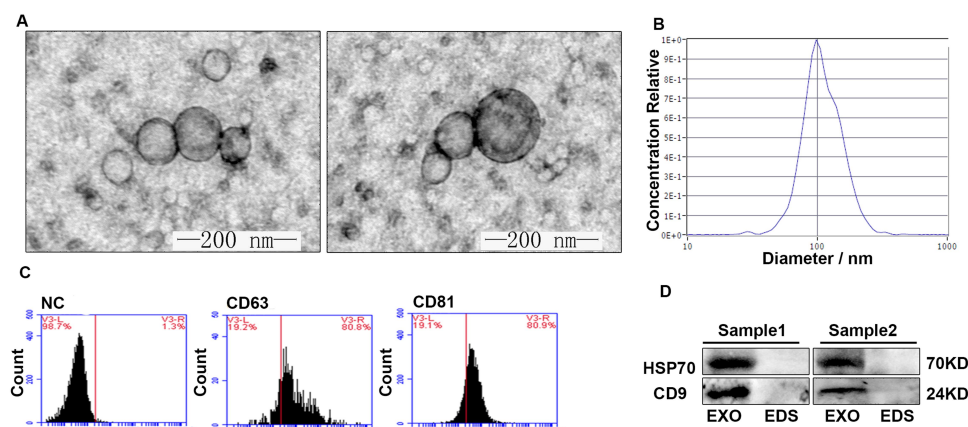 A
200 nm
200 nm
B
Concentration Relative
1E+0
9E-1
8E-1
7E-1
6E-1
5E-1
4E-1
3E-1
2E-1
1E-1
0E+0
10
100
1000
Diameter / nm
C
NC
V3-L
98.7%
V3-R
1.3%
Count
CD63
V3-L
19.2%
V3-R
80.8%
Count
CD81
V3-L
19.1%
V3-R
80.9%
Count
D
Sample1
Sample2
HSP70
70KD
CD9
24KD
EXO
EDS
EXO
EDS